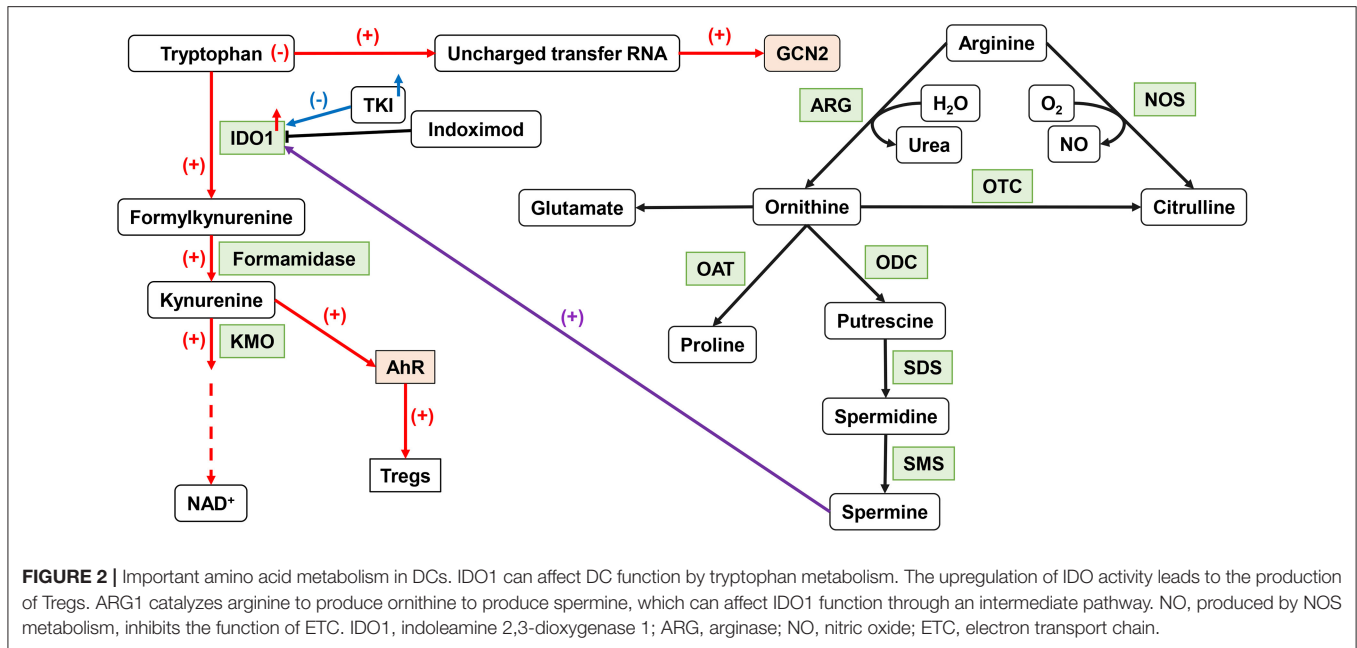 Tryptophan (-)
(+)
Uncharged transfer RNA
(+)
GCN2
Arginine
(-)
TKI
IDO1
Indoximod
ARG
H₂O
O₂
NOS
Urea
NO
(+)
Formylkynurenine
Glutamate
Ornithine
OTC
Citrulline
(+)
Formamidase
OAT
ODC
Kynurenine
(+)
(+)
KMO
(+)
Proline
Putrescine
AhR
SDS
(+)
Spermidine
Tregs
SMS
NAD⁺
Spermine
FIGURE 2 | Important amino acid metabolism in DCs. IDO1 can affect DC function by tryptophan metabolism. The upregulation of IDO activity leads to the production
of Tregs. ARG1 catalyzes arginine to produce ornithine to produce spermine, which can affect IDO1 function through an intermediate pathway. NO, produced by NOS
metabolism, inhibits the function of ETC. IDO1, indoleamine 2,3-dioxygenase 1; ARG, arginase; NO, nitric oxide; ETC, electron transport chain.